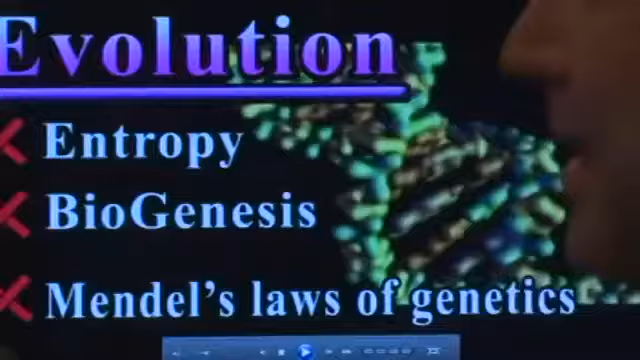 Evolution
Entropy
BioGenesis
Mendel's laws of genetics